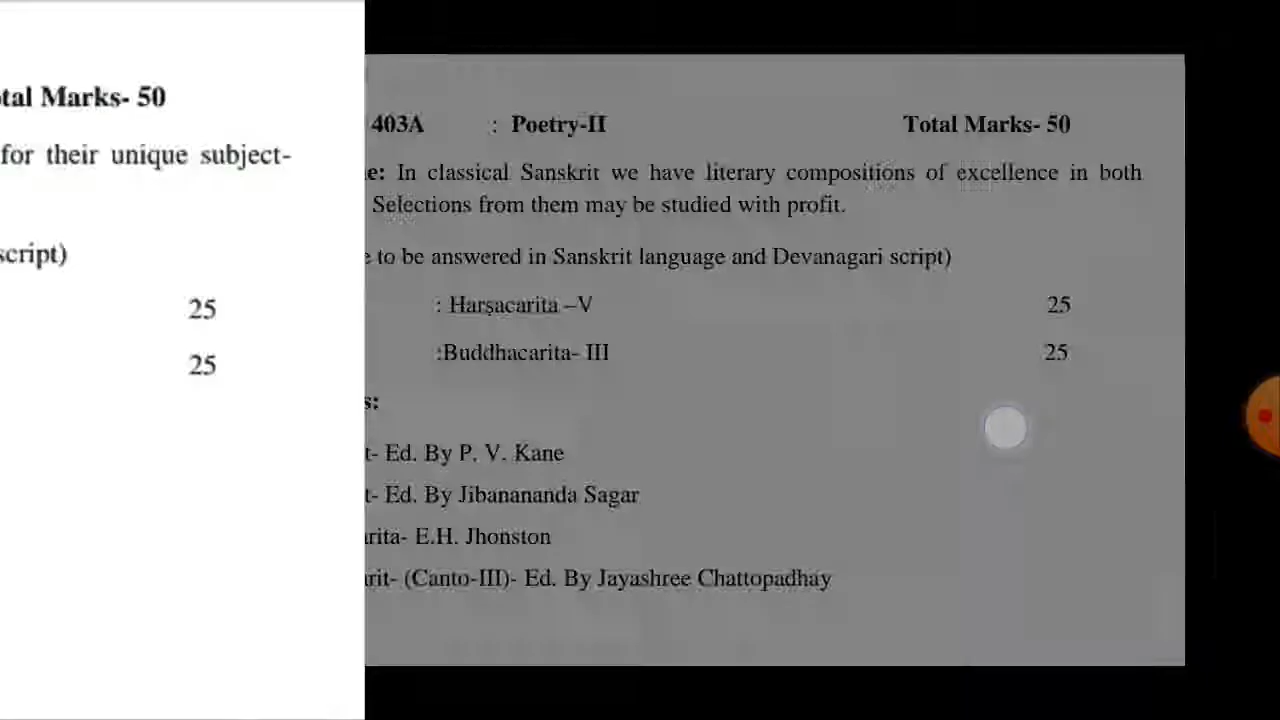 tal Marks- 50
for their unique subject-
script)
25
25
403A : Poetry-II Total Marks- 50
e: In classical Sanskrit we have literary compositions of excellence in both
Selections from them may be studied with profit.
e to be answered in Sanskrit language and Devanagari script)
: Harṣacarita –V 25
:Buddhacarita- III 25
s:
t- Ed. By P. V. Kane
t- Ed. By Jibanananda Sagar
arita- E.H. Jhonston
arit- (Canto-III)- Ed. By Jayashree Chattopadhay